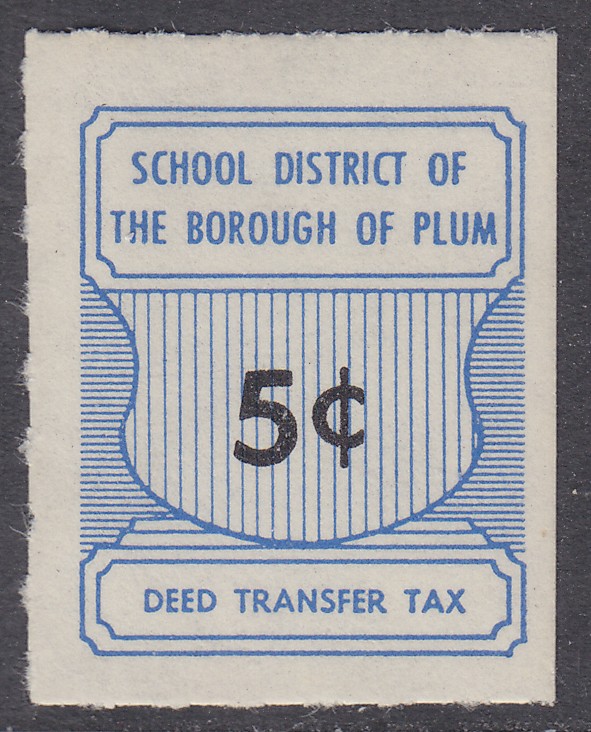 SCHOOL DISTRICT OF
THE BOROUGH OF PLUM
5¢
DEED TRANSFER TAX